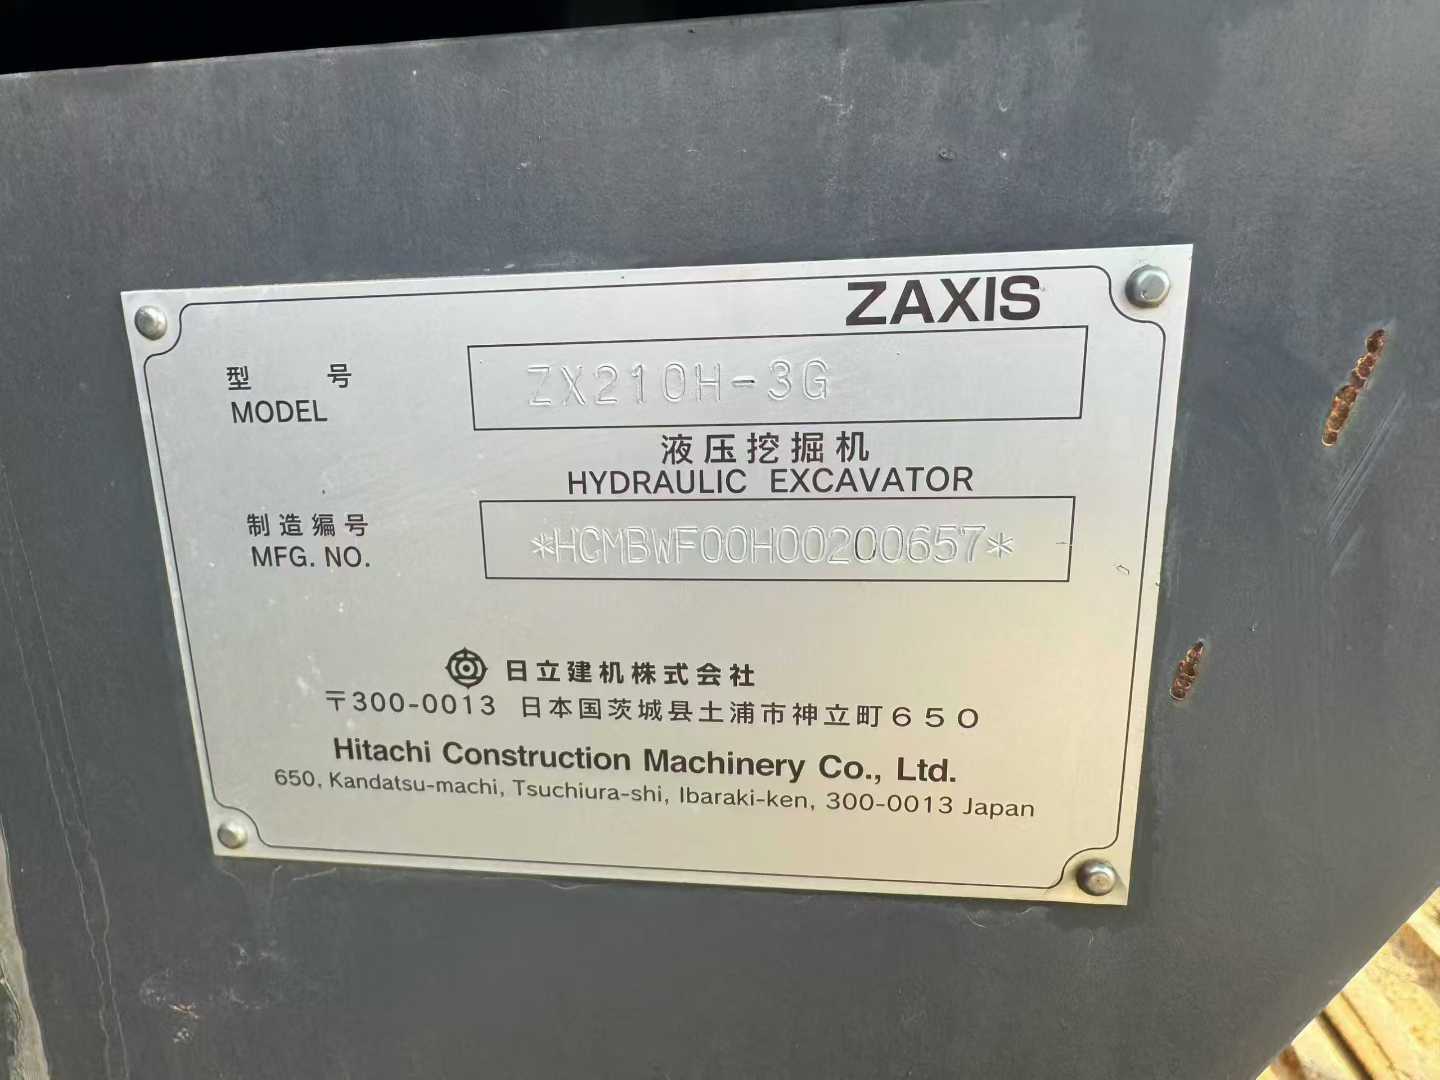 ZAXIS
型 号 ZX210H-3G
MODEL
液压挖掘机
HYDRAULIC EXCAVATOR
制造编号 *HCMBWF00H00200657*
MFG. NO.
日立建机株式会社
〒300-0013 日本国茨城县土浦市神立町650
Hitachi Construction Machinery Co., Ltd.
650, Kandatsu-machi, Tsuchiura-shi, Ibaraki-ken, 300-0013 Japan